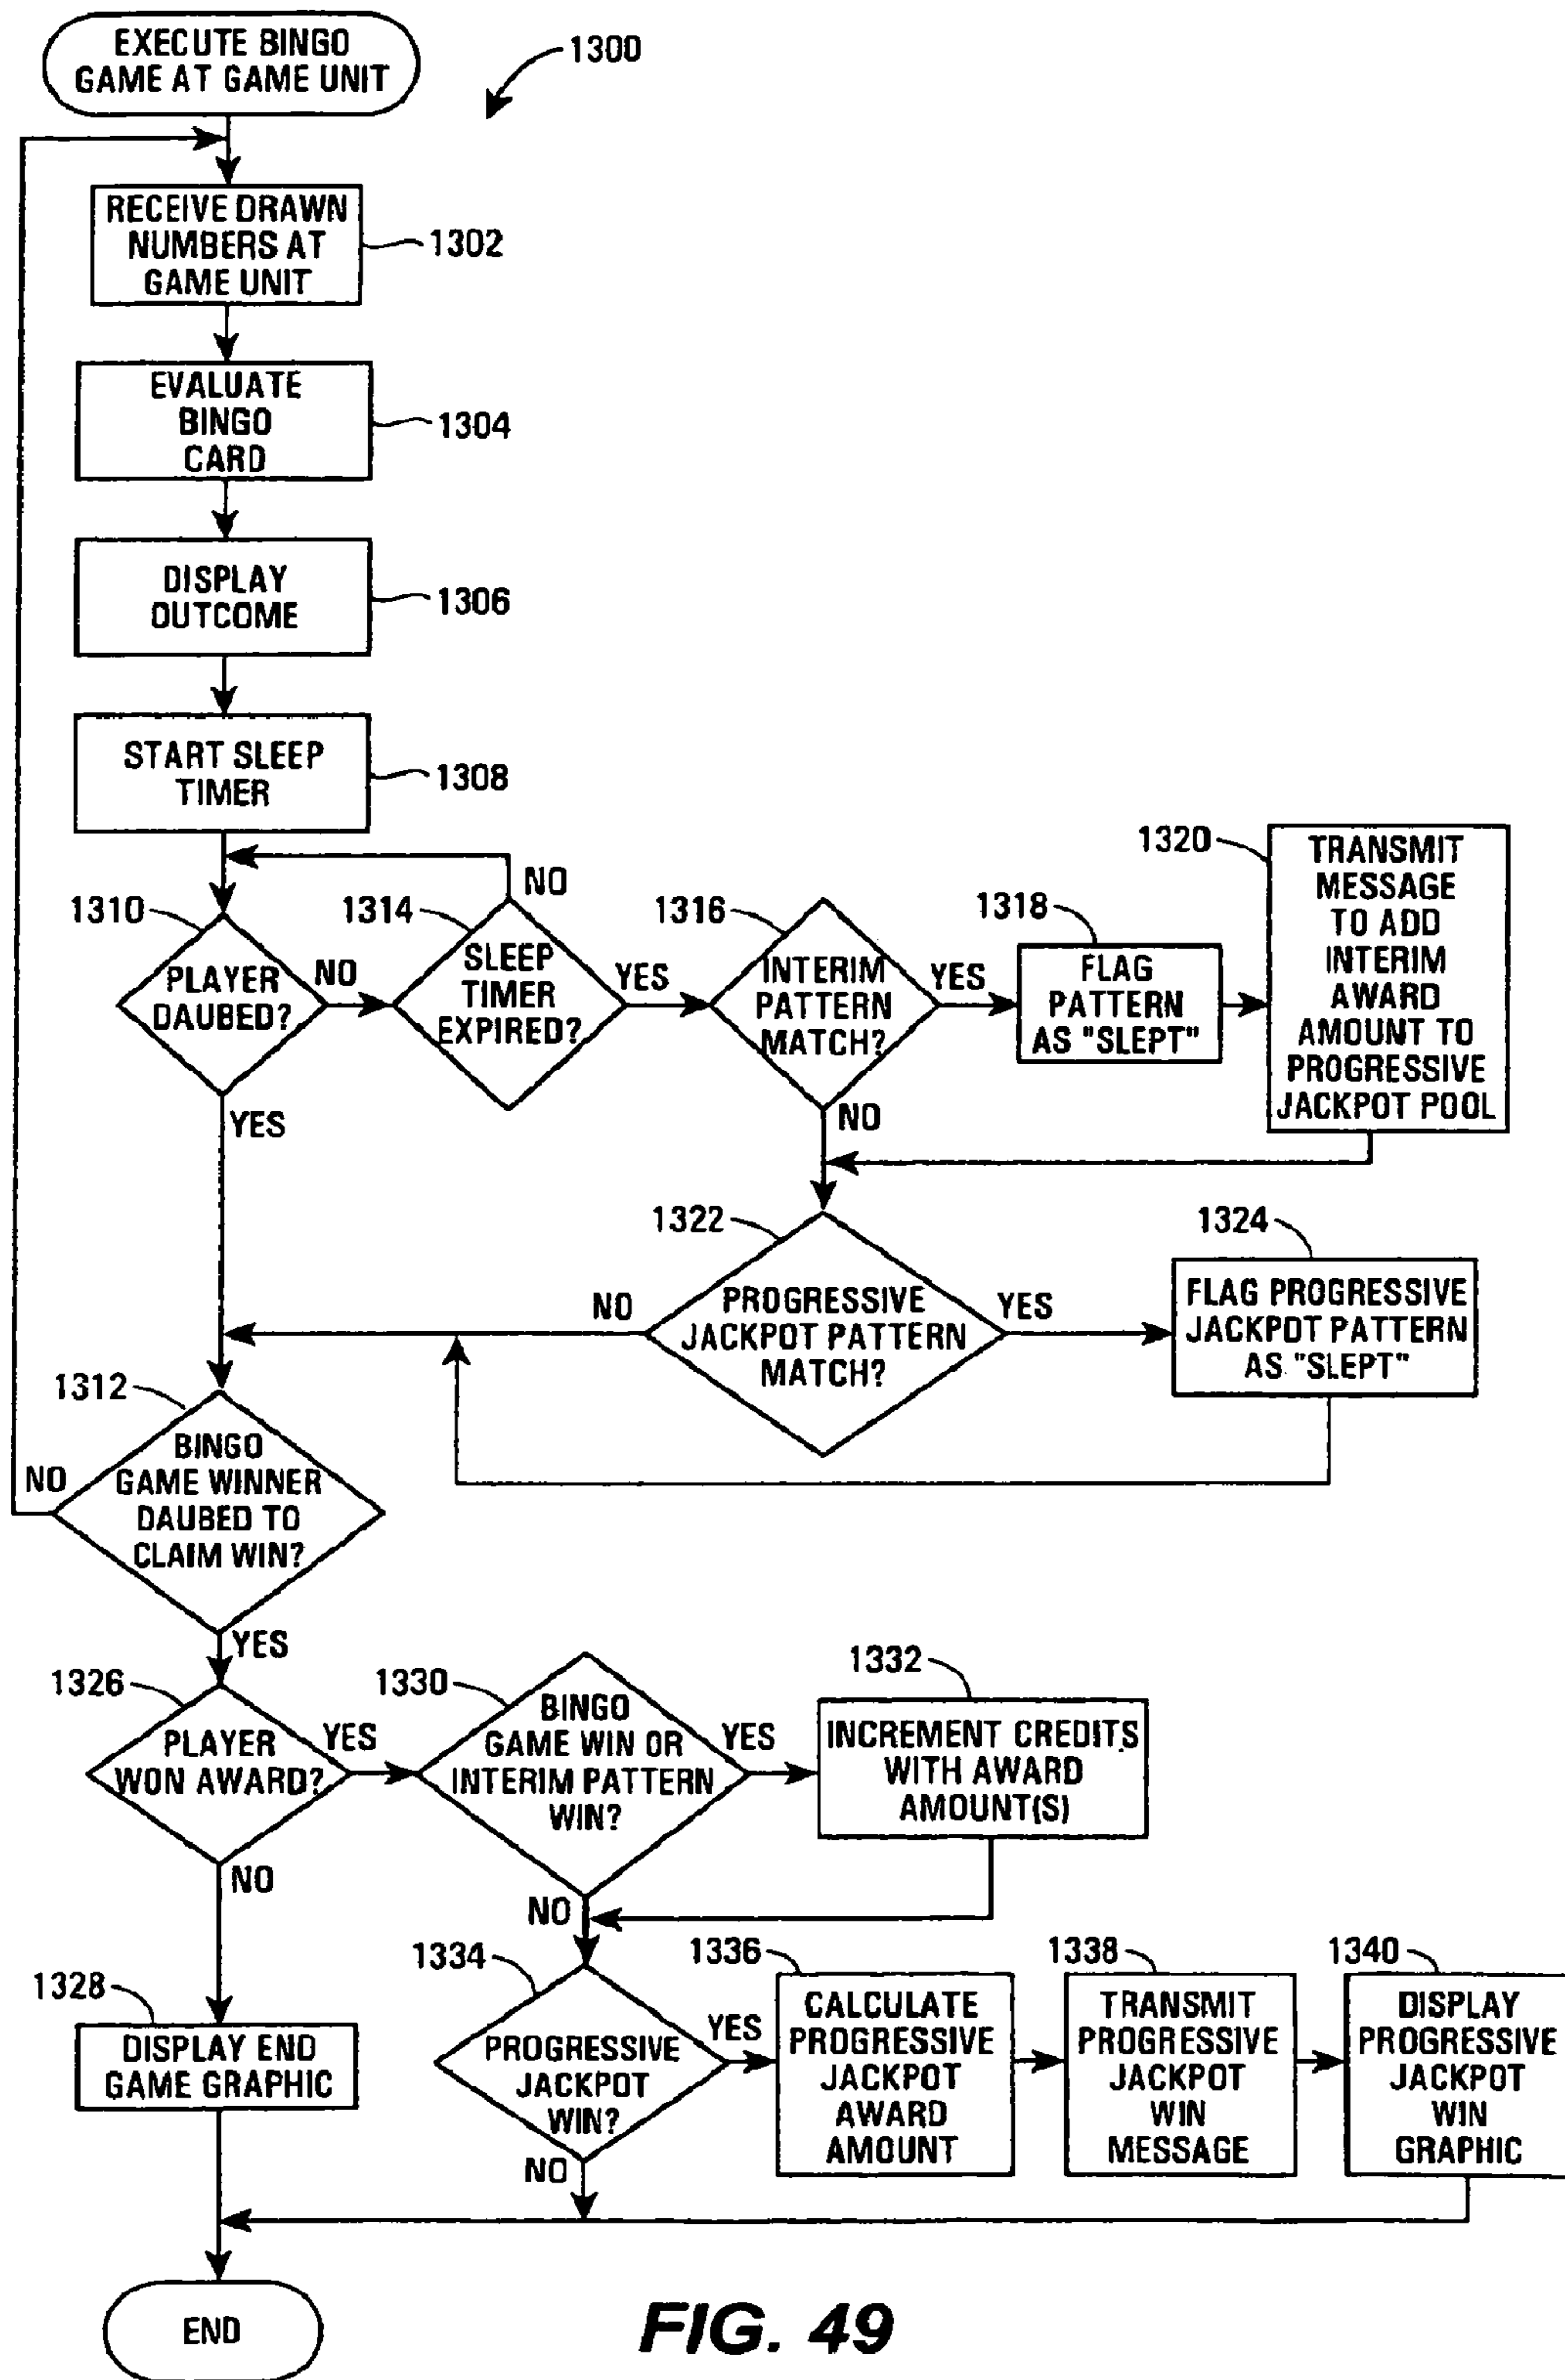 EXECUTE BINGO
GAME AT GAME UNIT
1300
RECEIVE DRAWN
NUMBERS AT
GAME UNIT
1302
EVALUATE
BINGO
CARD
1304
DISPLAY
OUTCOME
1306
START SLEEP
TIMER
1308
1310
PLAYER
DAUBED?
NO
YES
1314
SLEEP
TIMER
EXPIRED?
NO
YES
1316
INTERIM
PATTERN
MATCH?
YES
NO
1318
FLAG
PATTERN
AS "SLEPT"
1320
TRANSMIT
MESSAGE
TO ADD
INTERIM
AWARD
AMOUNT TO
PROGRESSIVE
JACKPOT POOL
1322
PROGRESSIVE
JACKPOT PATTERN
MATCH?
NO
YES
1324
FLAG PROGRESSIVE
JACKPOT PATTERN
AS "SLEPT"
1312
BINGO
GAME WINNER
DAUBED TO
CLAIM WIN?
NO
YES
1326
PLAYER
WON AWARD?
YES
NO
1328
DISPLAY END
GAME GRAPHIC
1330
BINGO
GAME WIN OR
INTERIM PATTERN
WIN?
YES
NO
1332
INCREMENT CREDITS
WITH AWARD
AMOUNT(S)
1334
PROGRESSIVE
JACKPOT
WIN?
YES
NO
1336
CALCULATE
PROGRESSIVE
JACKPOT
AWARD
AMOUNT
1338
TRANSMIT
PROGRESSIVE
JACKPOT
WIN
MESSAGE
1340
DISPLAY
PROGRESSIVE
JACKPOT
WIN
GRAPHIC
END
FIG. 49